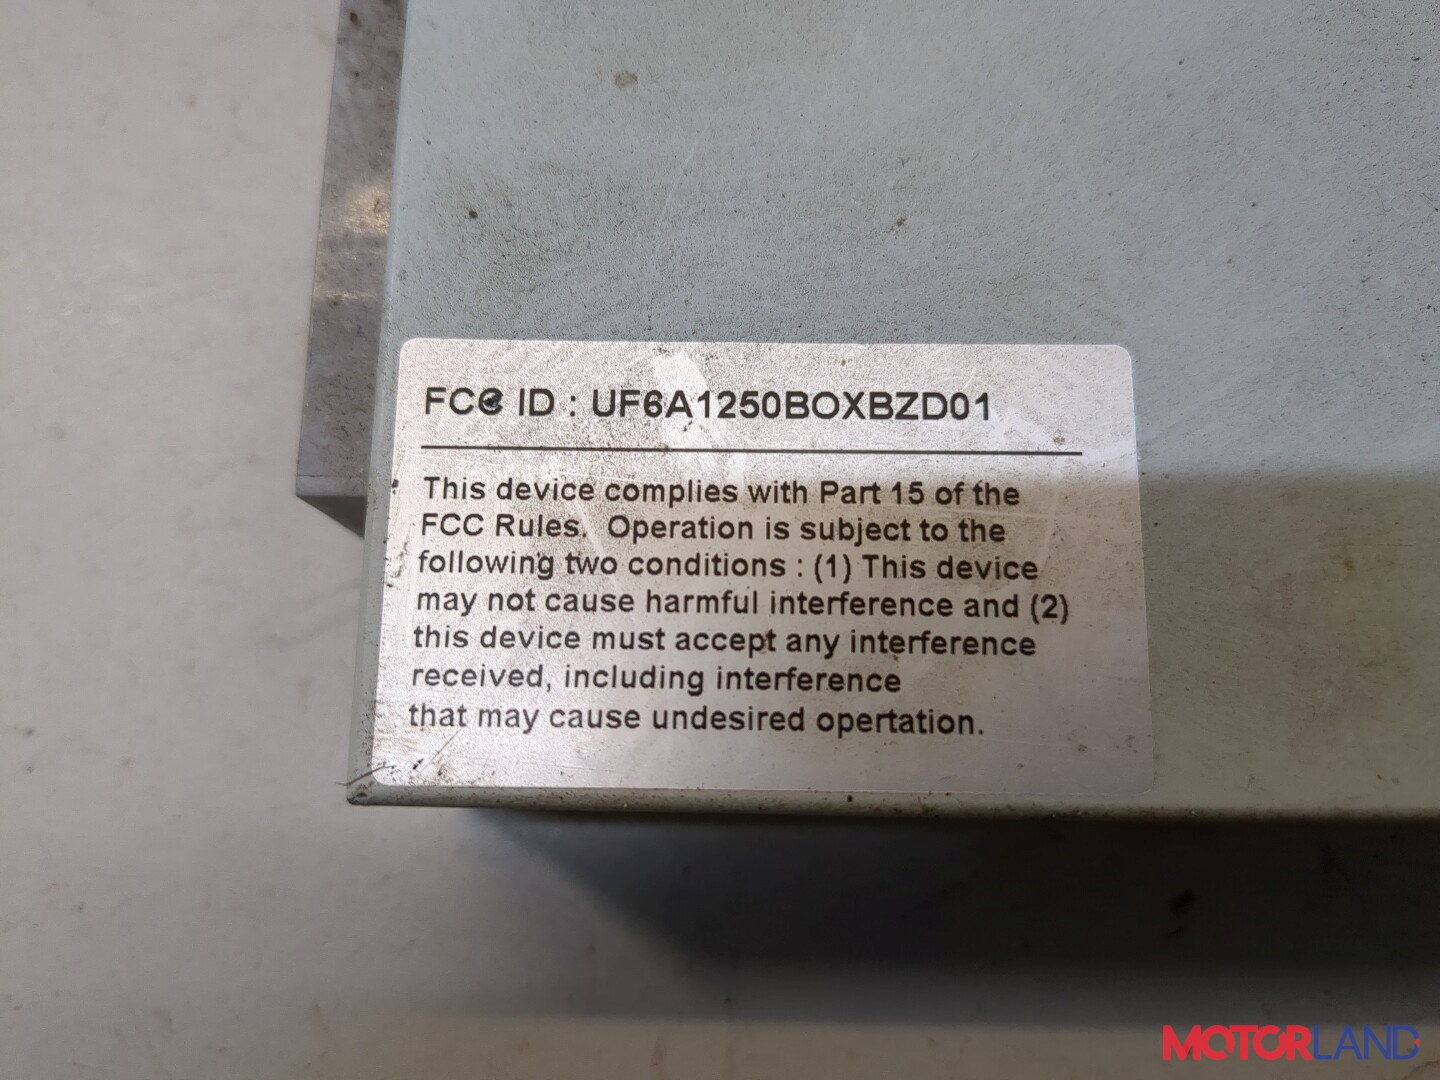 FCC ID : UF6A1250BOXBZD01
This device complies with Part 15 of the
FCC Rules. Operation is subject to the
following two conditions : (1) This device
may not cause harmful interference and (2)
this device must accept any interference
received, including interference
that may cause undesired opertation.
MOTORLAND